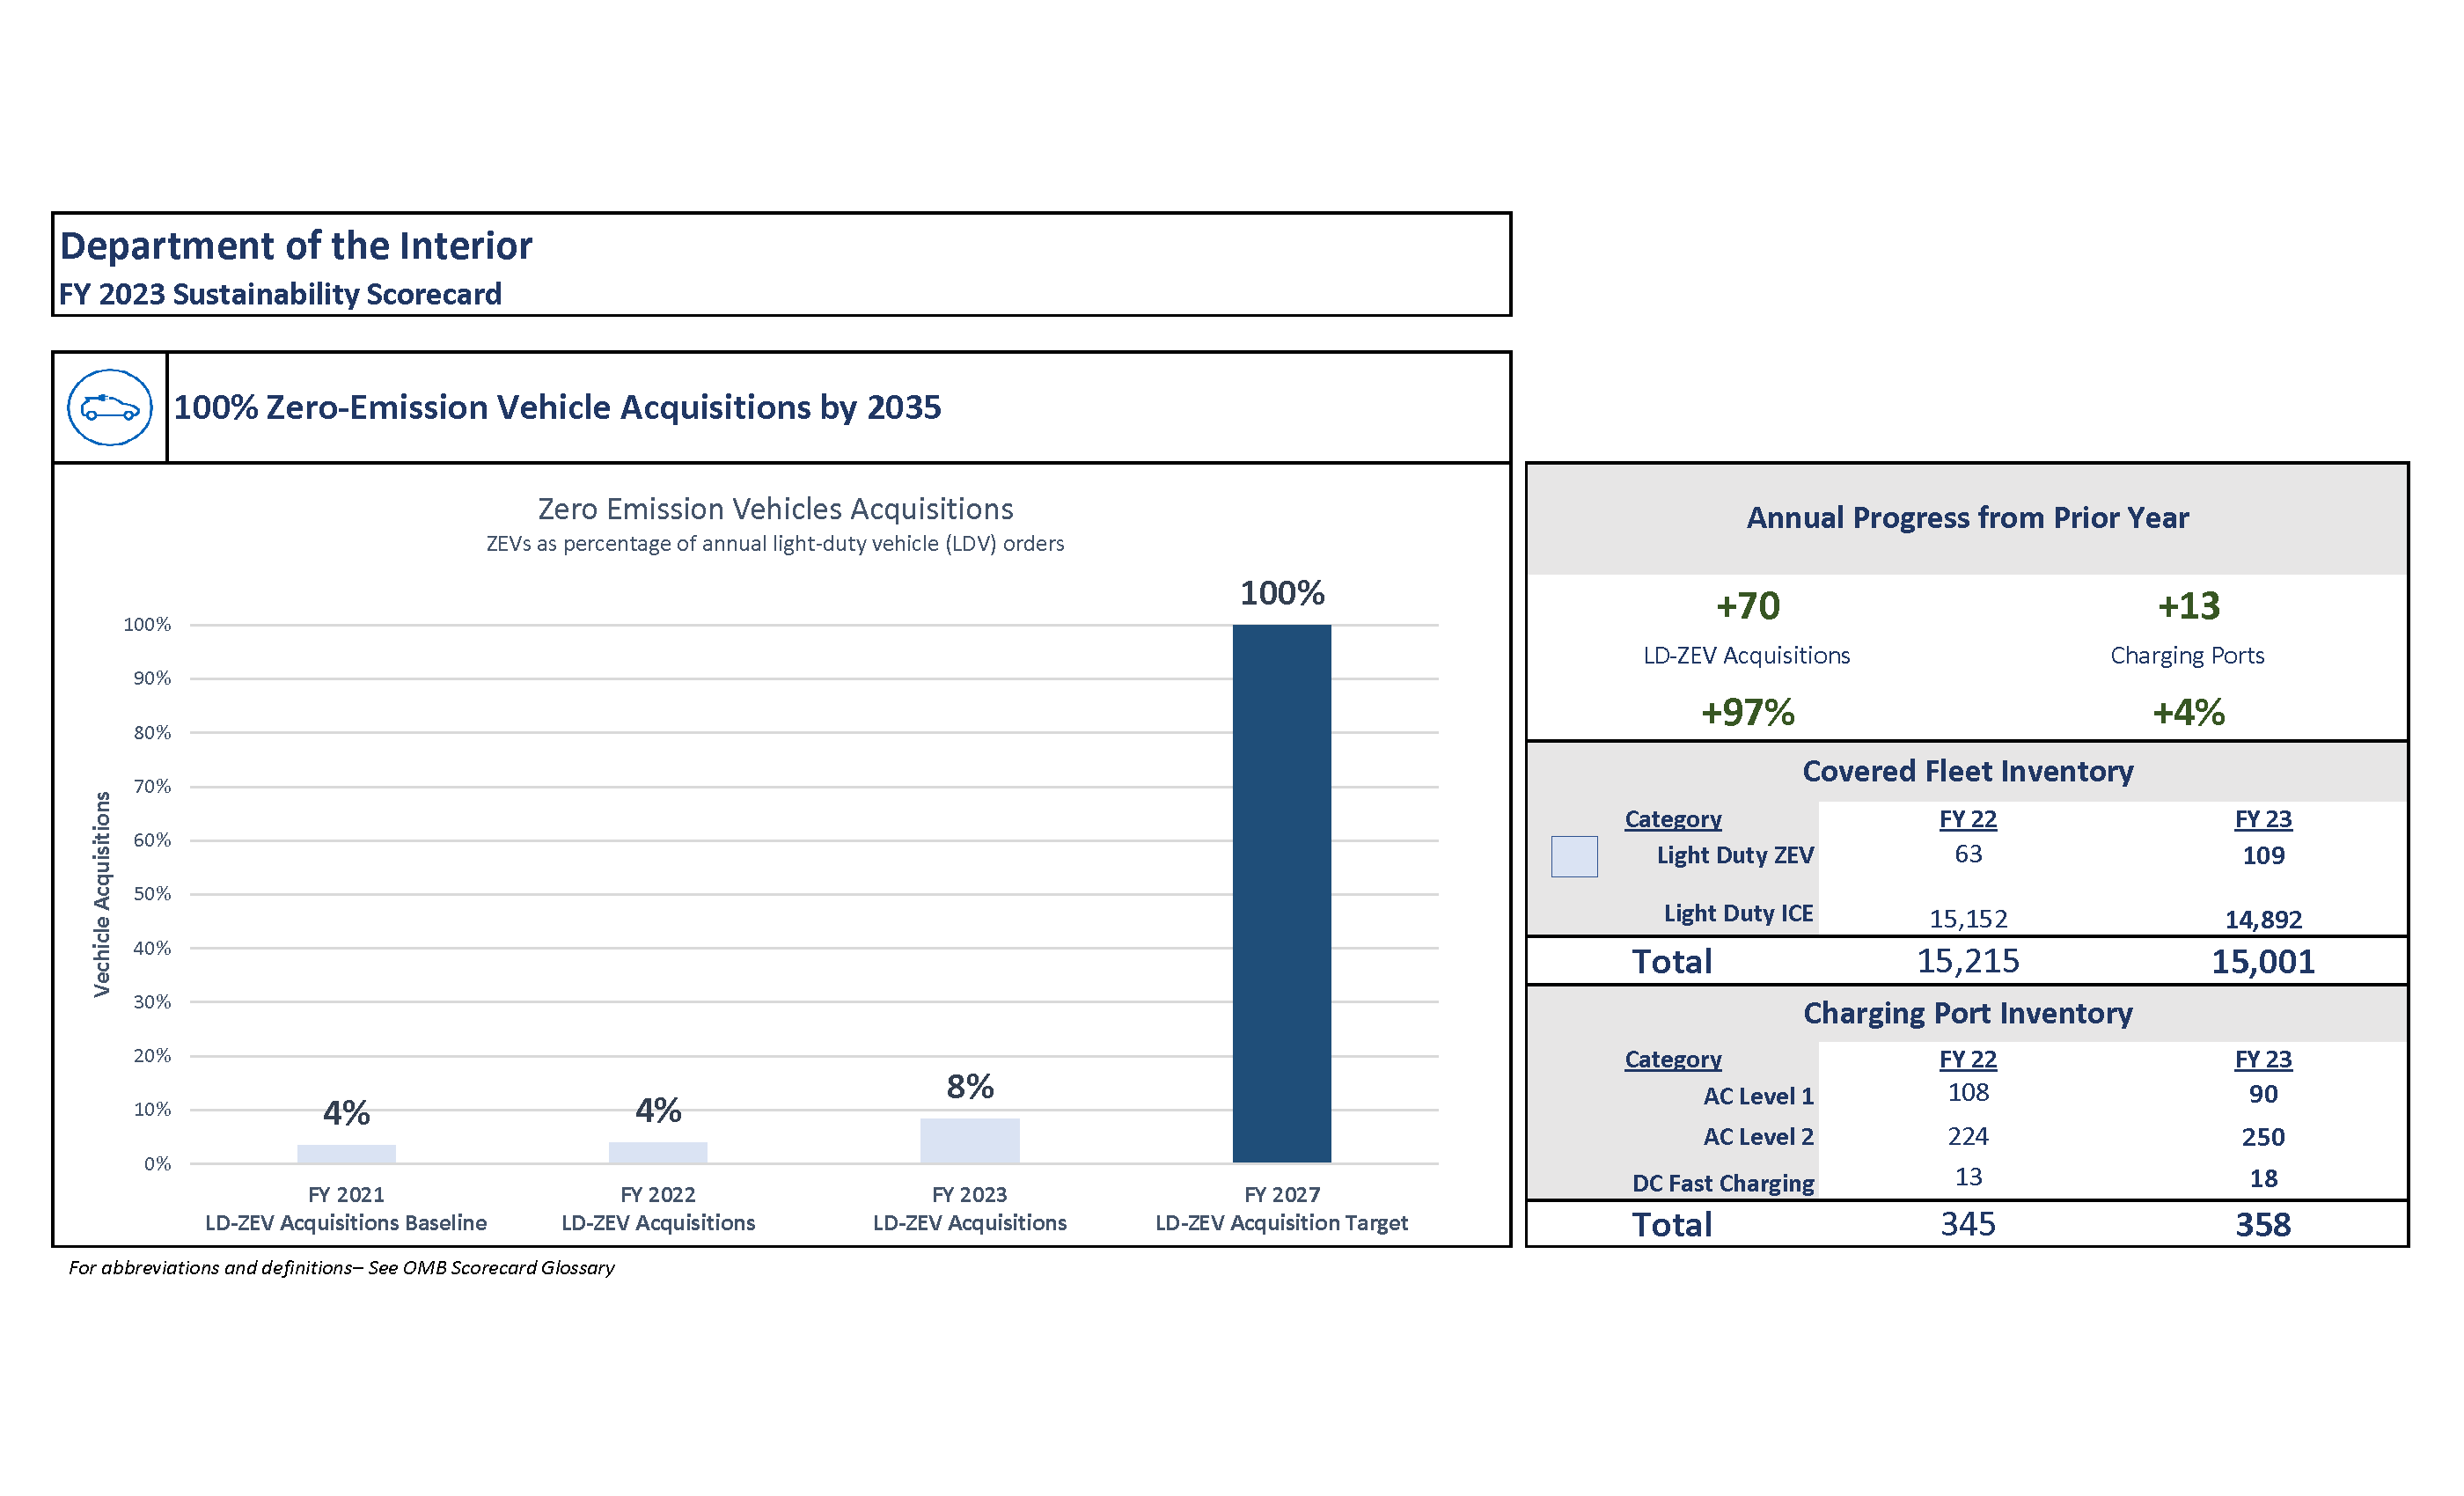 Department of the Interior
FY 2023 Sustainability Scorecard
100% Zero-Emission Vehicle Acquisitions by 2035
Zero Emission Vehicles Acquisitions
ZEVs as percentage of annual light-duty vehicle (LDV) orders
Vechicle Acquisitions
100%
90%
80%
70%
60%
50%
40%
30%
20%
10%
0%
4%
4%
8%
100%
FY 2021
LD-ZEV Acquisitions Baseline
FY 2022
LD-ZEV Acquisitions
FY 2023
LD-ZEV Acquisitions
FY 2027
LD-ZEV Acquisition Target
For abbreviations and definitions– See OMB Scorecard Glossary
Annual Progress from Prior Year
+70 +13
LD-ZEV Acquisitions Charging Ports
+97% +4%
Covered Fleet Inventory
Category FY 22 FY 23
Light Duty ZEV 63 109
Light Duty ICE 15,152 14,892
Total 15,215 15,001
Charging Port Inventory
Category FY 22 FY 23
AC Level 1 108 90
AC Level 2 224 250
DC Fast Charging 13 18
Total 345 358